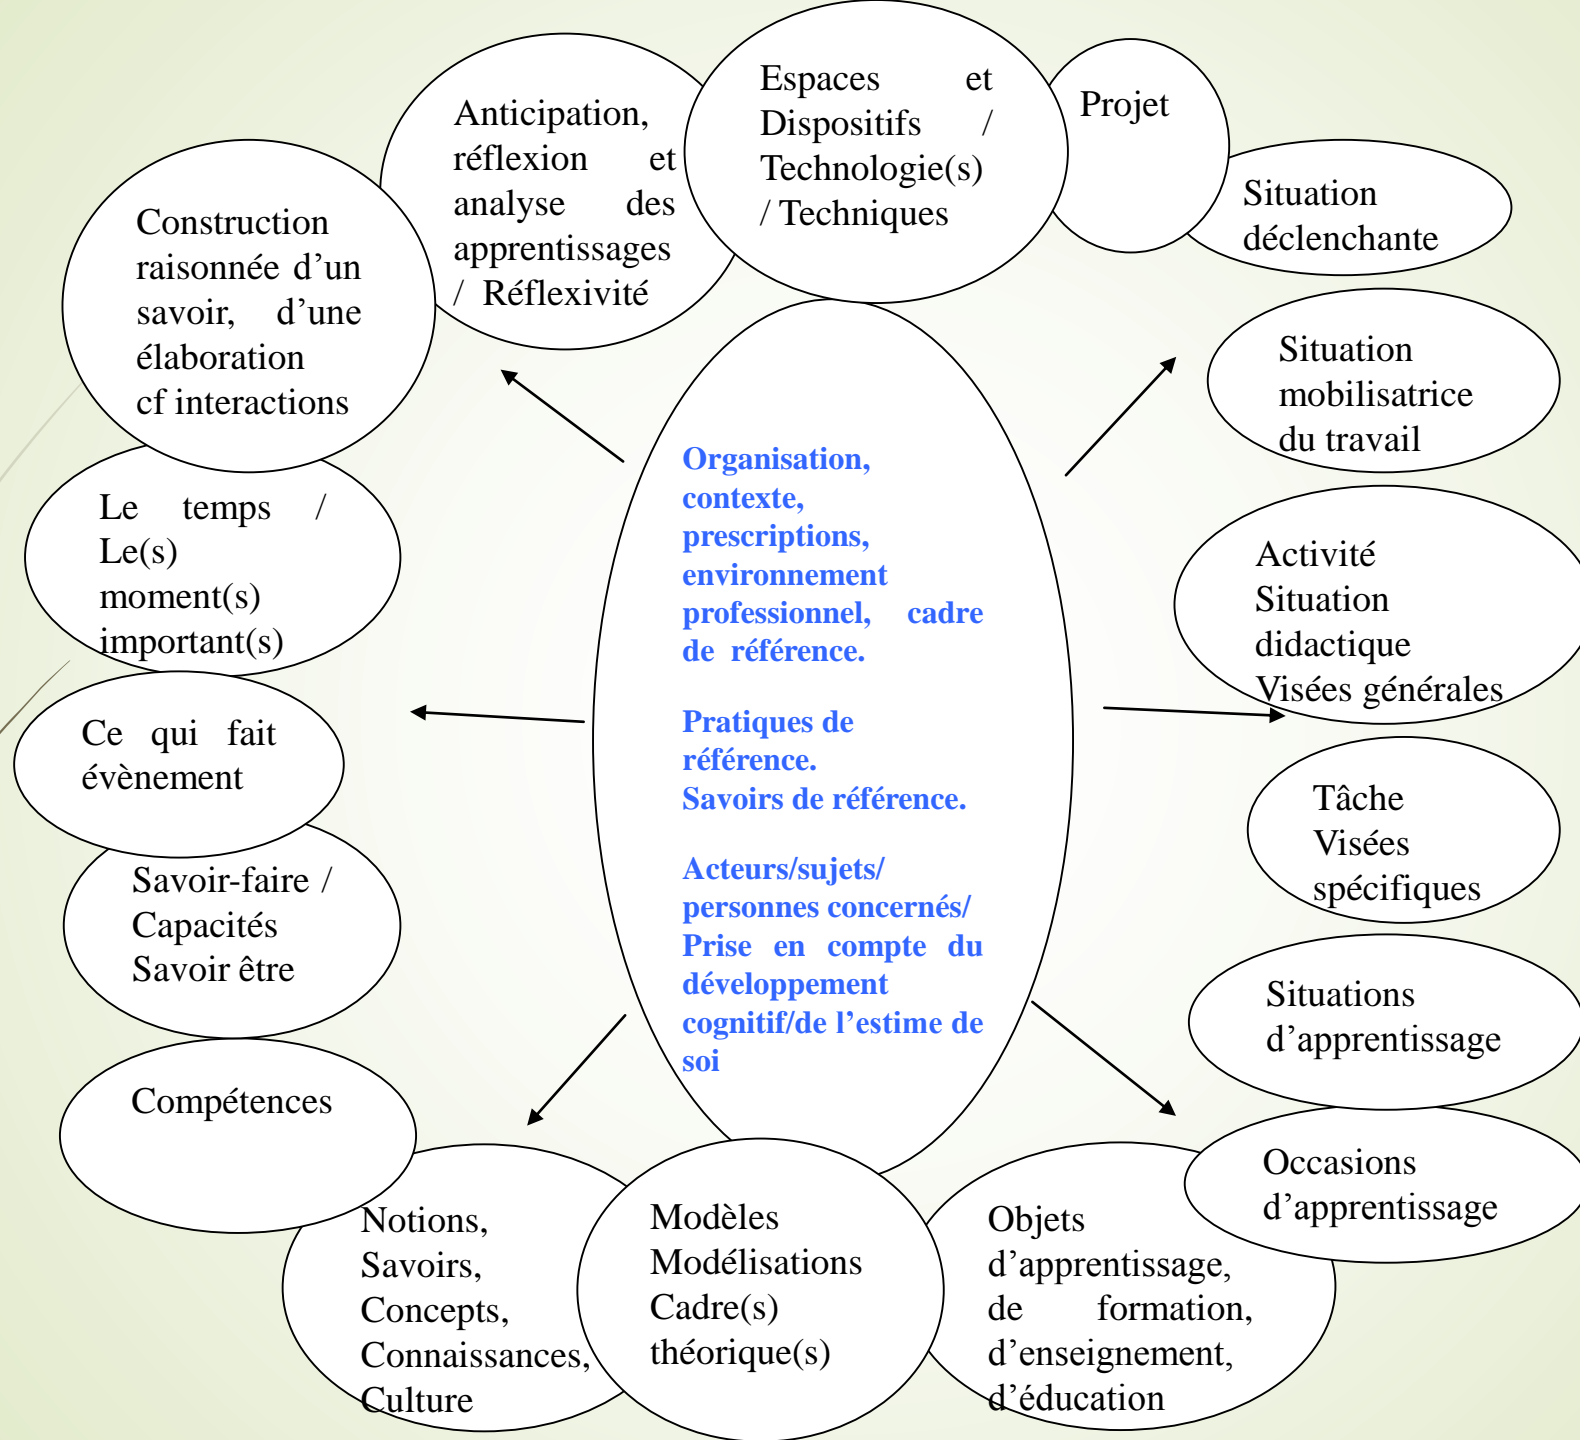 Espaces et
Dispositifs /
Technologie(s)
/ Techniques
Projet
Situation
déclenchante
Situation
mobilisatrice
du travail
Activité
Situation
didactique
Visées générales
Tâche
Visées
spécifiques
Situations
d’apprentissage
Occasions
d’apprentissage
Objets
d’apprentissage,
de formation,
d’enseignement,
d’éducation
Modèles
Modélisations
Cadre(s)
théorique(s)
Notions,
Savoirs,
Concepts,
Connaissances,
Culture
Compétences
Savoir-faire /
Capacités
Savoir être
Ce qui fait
évènement
Le temps /
Le(s)
moment(s)
important(s)
Construction
raisonnée d’un
savoir, d’une
élaboration
cf interactions
Anticipation,
réflexion et
analyse des
apprentissages
/ Réflexivité
Organisation,
contexte,
prescriptions,
environnement
professionnel, cadre
de référence.
Pratiques de
référence.
Savoirs de référence.
Acteurs/sujets/
personnes concernés/
Prise en compte du
développement
cognitif/de l’estime de
soi